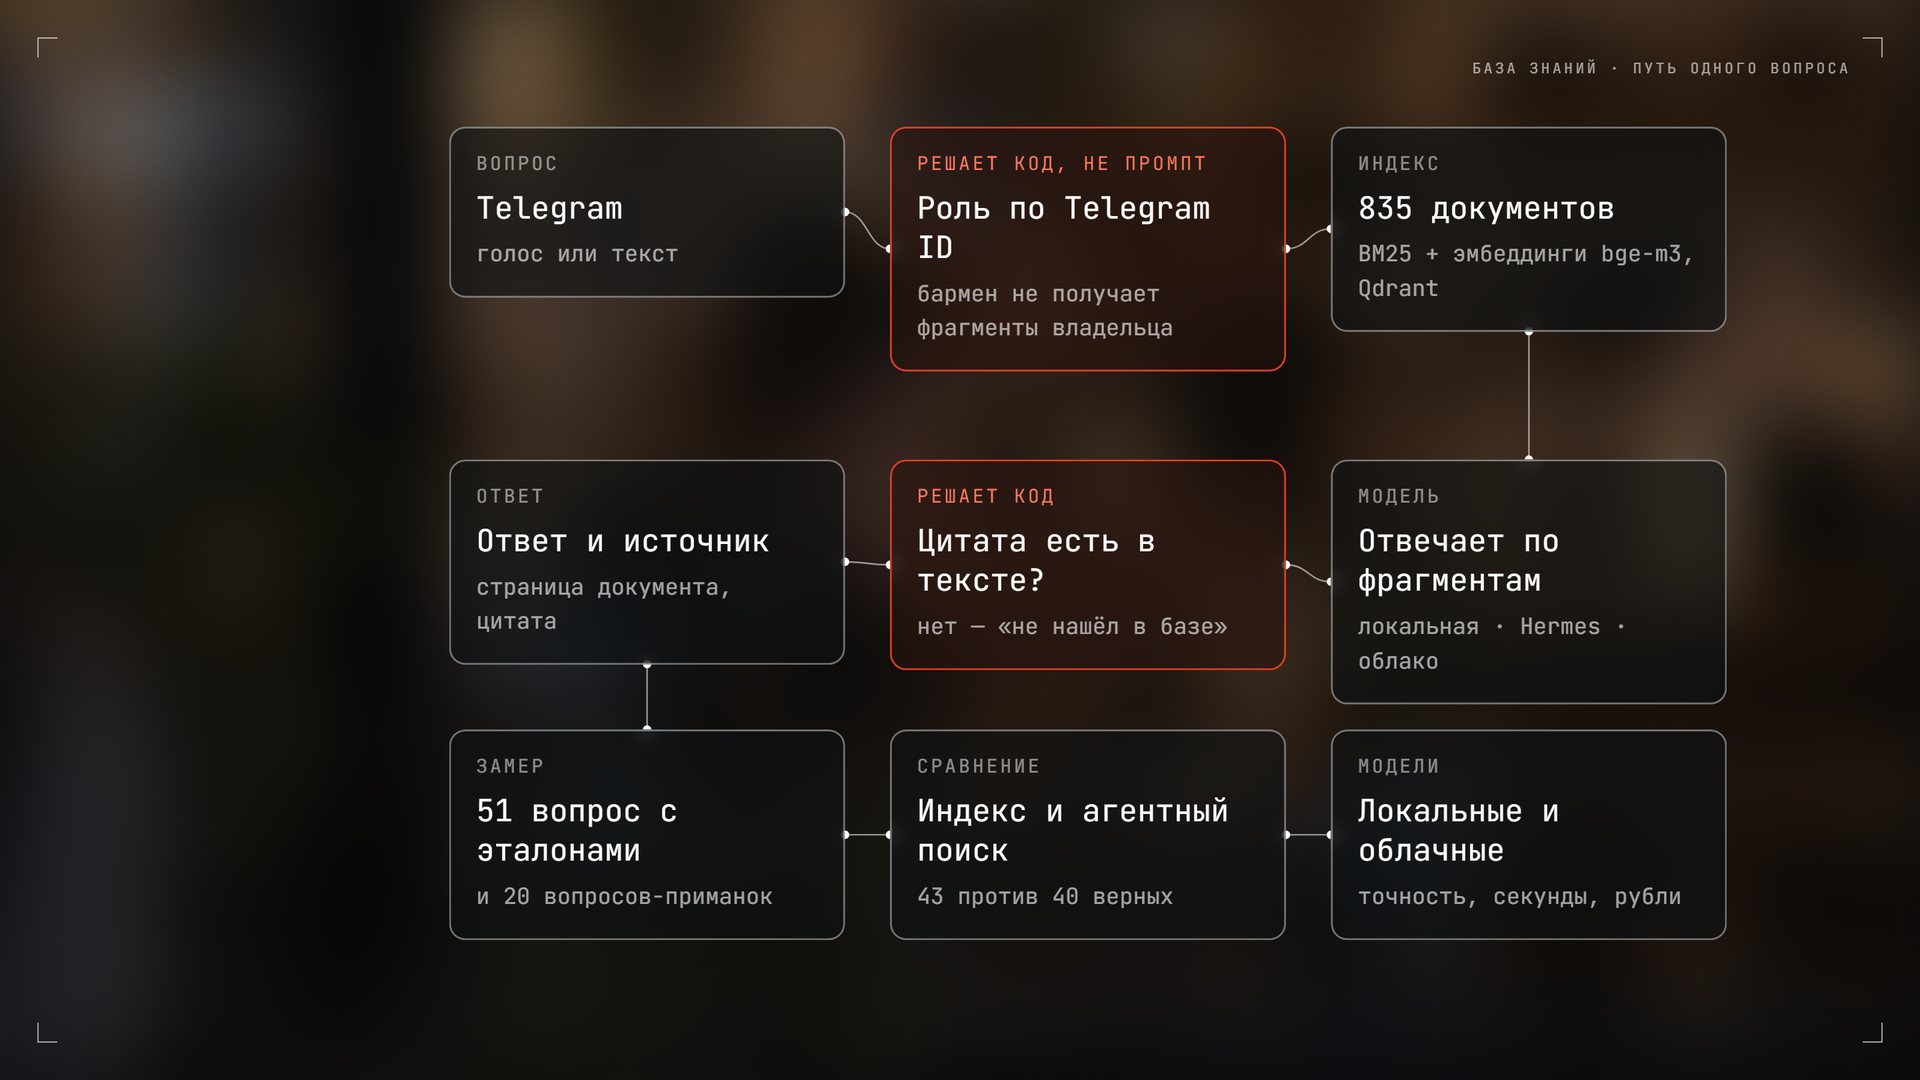 БАЗА ЗНАНИЙ · ПУТЬ ОДНОГО ВОПРОСА
ВОПРОС
Telegram
голос или текст
РЕШАЕТ КОД, НЕ ПРОМПТ
Роль по Telegram
ID
бармен не получает
фрагменты владельца
ИНДЕКС
835 документов
BM25 + эмбеддинги bge-m3,
Qdrant
ОТВЕТ
Ответ и источник
страница документа,
цитата
РЕШАЕТ КОД
Цитата есть в
тексте?
нет — «не нашёл в базе»
МОДЕЛЬ
Отвечает по
фрагментам
локальная · Hermes ·
облако
ЗАМЕР
51 вопрос с
эталонами
и 20 вопросов-приманок
СРАВНЕНИЕ
Индекс и агентный
поиск
43 против 40 верных
МОДЕЛИ
Локальные и
облачные
точность, секунды, рубли